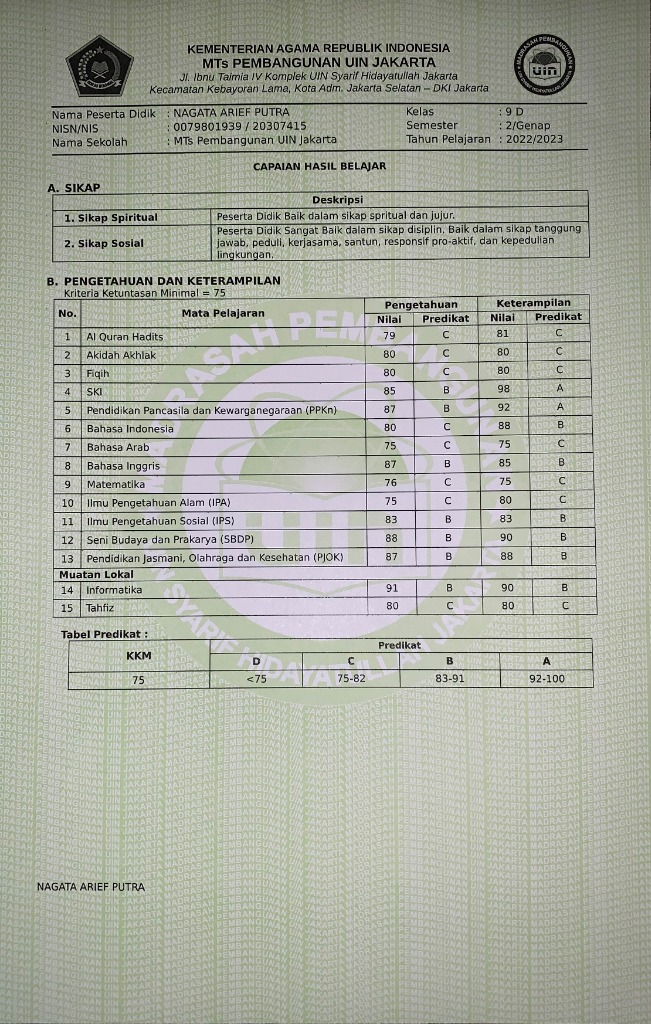 KEMENTERIAN AGAMA REPUBLIK INDONESIA
MTs PEMBANGUNAN UIN JAKARTA
Jl. Ibnu Taimia IV Komplek UIN Syarif Hidayatullah Jakarta
Kecamatan Kebayoran Lama, Kota Adm. Jakarta Selatan – DKI Jakarta
Nama Peserta Didik : NAGATA ARIEF PUTRA Kelas : 9 D
NISN/NIS : 0079801939 / 20307415 Semester : 2/Genap
Nama Sekolah : MTs Pembangunan UIN Jakarta Tahun Pelajaran : 2022/2023
CAPAIAN HASIL BELAJAR
A. SIKAP
Deskripsi
1. Sikap Spiritual Peserta Didik Baik dalam sikap spritual dan jujur.
2. Sikap Sosial Peserta Didik Sangat Baik dalam sikap disiplin. Baik dalam sikap tanggung
jawab, peduli, kerjasama, santun, responsif pro-aktif, dan kepedulian
lingkungan.
B. PENGETAHUAN DAN KETERAMPILAN
Kriteria Ketuntasan Minimal = 75
No. Mata Pelajaran Pengetahuan Keterampilan
Nilai Predikat Nilai Predikat
1 Al Quran Hadits 79 C 81 C
2 Akidah Akhlak 80 C 80 C
3 Fiqih 80 C 80 C
4 SKI 85 B 98 A
5 Pendidikan Pancasila dan Kewarganegaraan (PPKn) 87 B 92 A
6 Bahasa Indonesia 80 C 88 B
7 Bahasa Arab 75 C 75 C
8 Bahasa Inggris 87 B 85 B
9 Matematika 76 C 75 C
10 Ilmu Pengetahuan Alam (IPA) 75 C 80 C
11 Ilmu Pengetahuan Sosial (IPS) 83 B 83 B
12 Seni Budaya dan Prakarya (SBDP) 88 B 90 B
13 Pendidikan Jasmani, Olahraga dan Kesehatan (PJOK) 87 B 88 B
Muatan Lokal
14 Informatika 91 B 90 B
15 Tahfiz 80 C 80 C
Tabel Predikat :
KKM Predikat
D C B A
75 <75 75-82 83-91 92-100
NAGATA ARIEF PUTRA